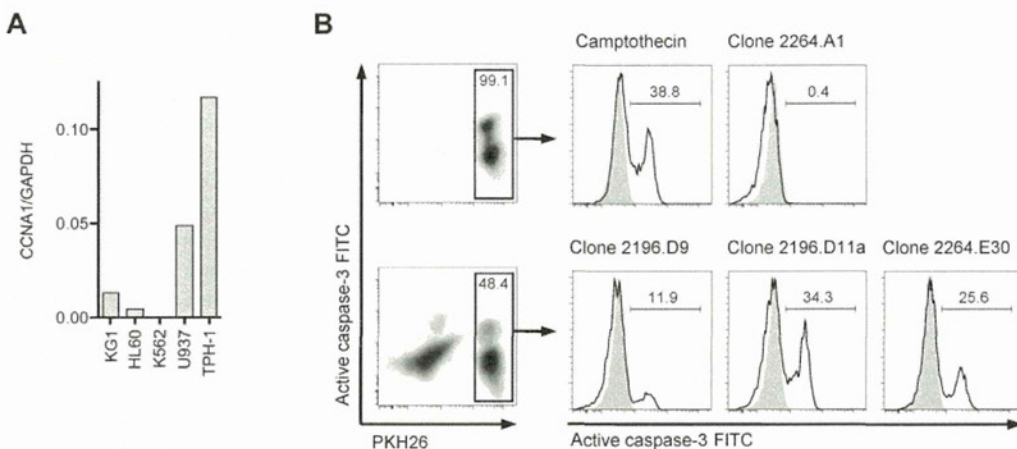 A
B
CCNA1/GAPDH
0.10
0.05
0.00
KG1
HL60
K562
U937
TPH-1
Active caspase-3 FITC
PKH26
99.1
48.4
Camptothecin
Clone 2264.A1
38.8
0.4
Clone 2196.D9
Clone 2196.D11a
Clone 2264.E30
11.9
34.3
25.6
Active caspase-3 FITC